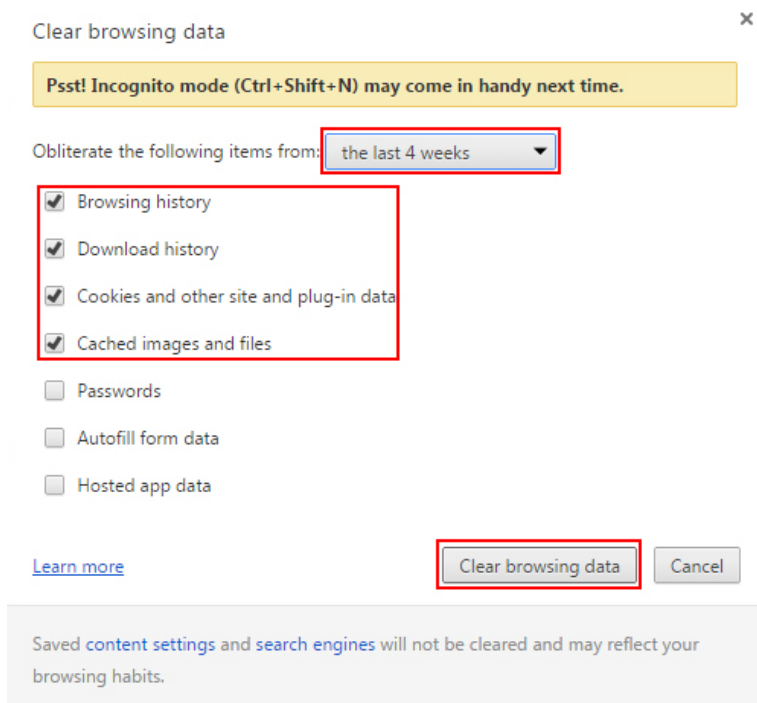 Clear browsing data
Psst! Incognito mode (Ctrl+Shift+N) may come in handy next time.
Obliterate the following items from: the last 4 weeks
Browsing history
Download history
Cookies and other site and plug-in data
Cached images and files
Passwords
Autofill form data
Hosted app data
Learn more Clear browsing data Cancel
Saved content settings and search engines will not be cleared and may reflect your
browsing habits.